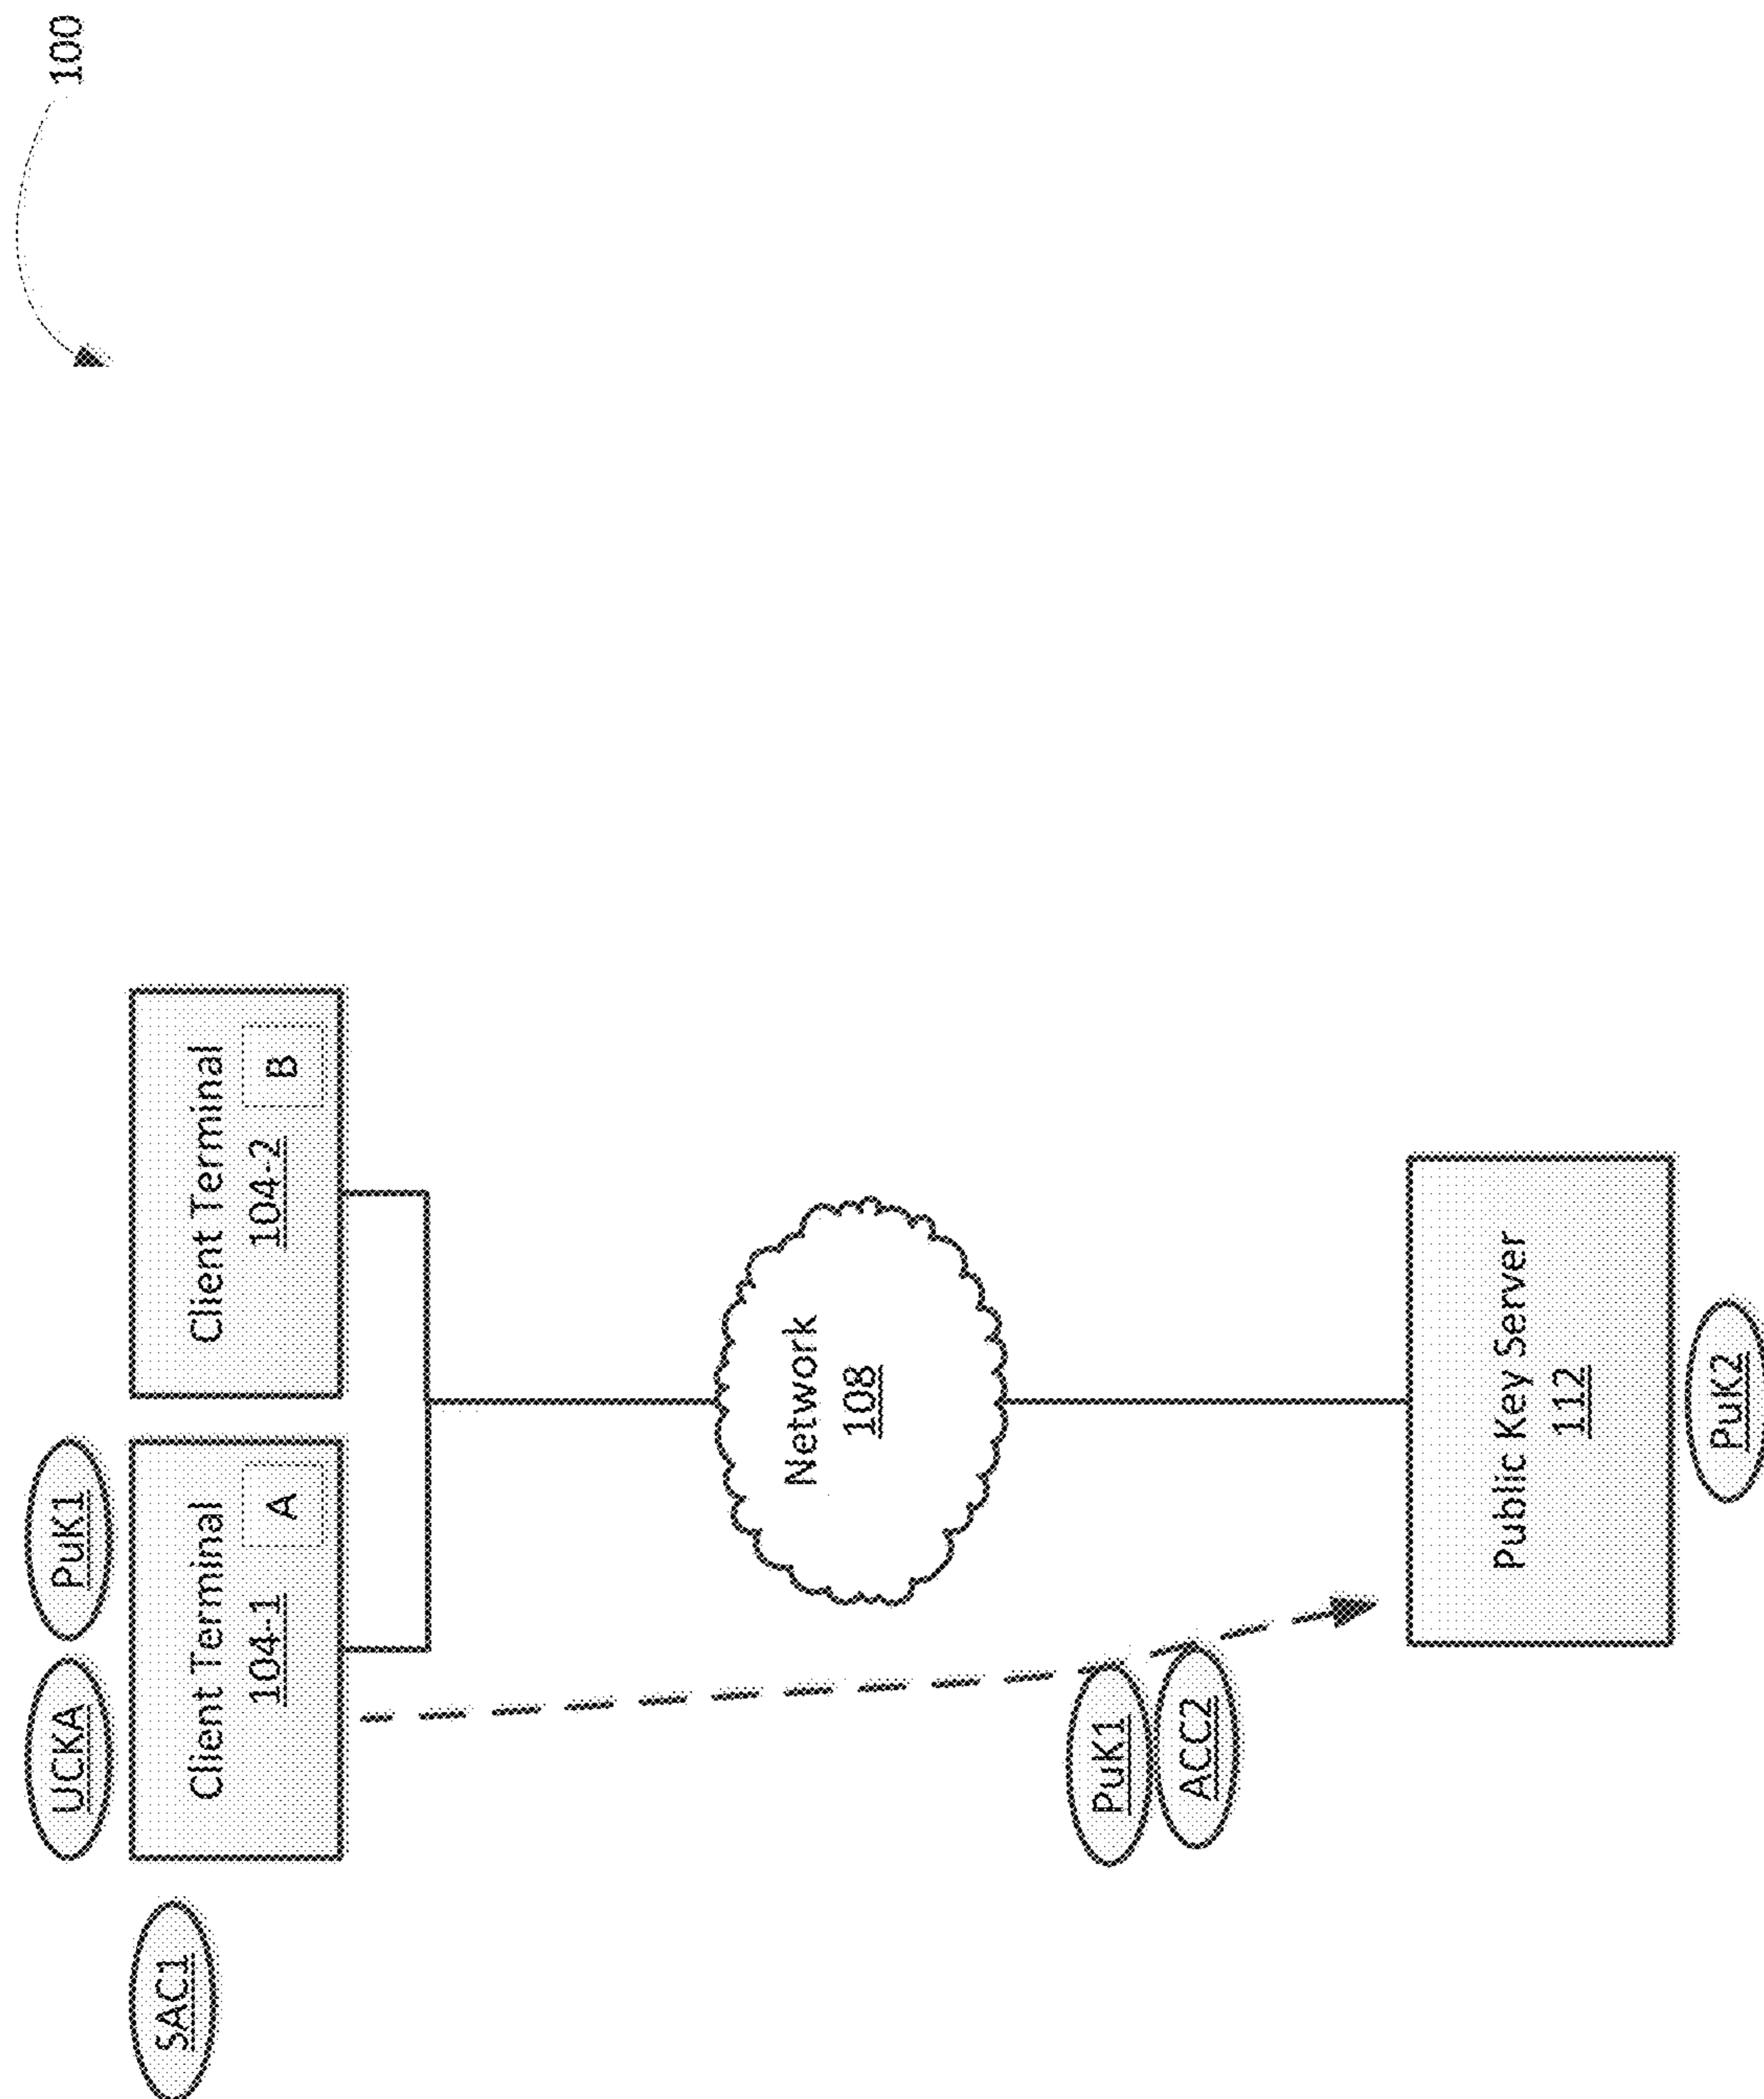 100
UCKA
PuK1
SAC1
Client Terminal
104-1
A
Client Terminal
104-2
B
Network
108
PuK1
ACC2
Public Key Server
112
PuK2